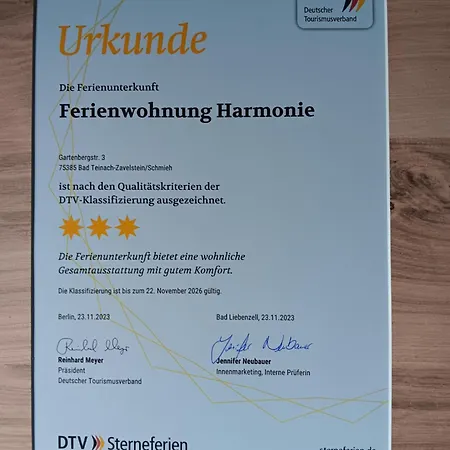 Deutscher
Tourismusverband
Urkunde
Die Ferienunterkunft
Ferienwohnung Harmonie
Gartenbergstr. 3
75385 Bad Teinach-Zavelstein/Schmieh
ist nach den Qualitätskriterien der
DTV-Klassifizierung ausgezeichnet.
Die Ferienunterkunft bietet eine wohnliche
Gesamtausstattung mit gutem Komfort.
Die Klassifizierung ist bis zum 22. November 2026 gültig.
Berlin, 23.11.2023
Bad Liebenzell, 23.11.2023
Jenifer Neubauer
Reinhard Meyer
Präsident
Deutscher Tourismusverband
Jennifer Neubauer
Innenmarketing, Interne Prüferin
DTV Sterneferien
sterneferien.de